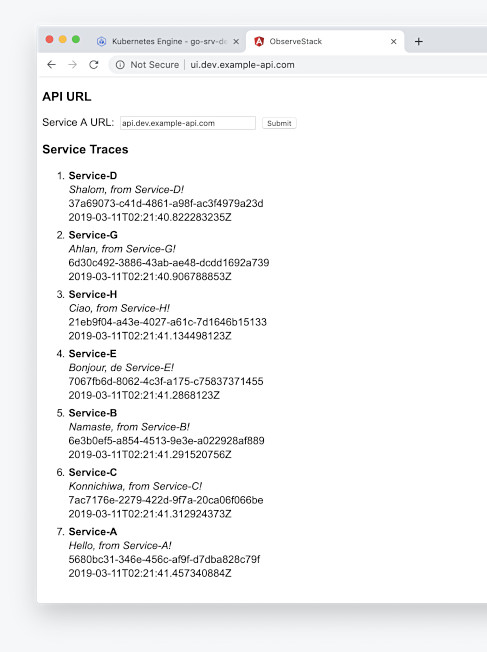 Kubernetes Engine - go-srv-de
ObserveStack
Not Secure | ui.dev.example-api.com
API URL
Service A URL: api.dev.example-api.com Submit
Service Traces
1. Service-D
Shalom, from Service-D!
37a69073-c41d-4861-a98f-ac3f4979a23d
2019-03-11T02:21:40.822283235Z
2. Service-G
Ahlan, from Service-G!
6d30c492-3886-43ab-ae48-dcdd1692a739
2019-03-11T02:21:40.906788853Z
3. Service-H
Ciao, from Service-H!
21eb9f04-a43e-4027-a61c-7d1646b15133
2019-03-11T02:21:41.134498123Z
4. Service-E
Bonjour, de Service-E!
7067fb6d-8062-4c3f-a175-c75837371455
2019-03-11T02:21:41.2868123Z
5. Service-B
Namaste, from Service-B!
6e3b0ef5-a854-4513-9e3e-a022928af889
2019-03-11T02:21:41.291520756Z
6. Service-C
Konnichiwa, from Service-C!
7ac7176e-2279-422d-9f7a-20ca06f066be
2019-03-11T02:21:41.312924373Z
7. Service-A
Hello, from Service-A!
5680bc31-346e-456c-af9f-d7dba828c79f
2019-03-11T02:21:41.457340884Z